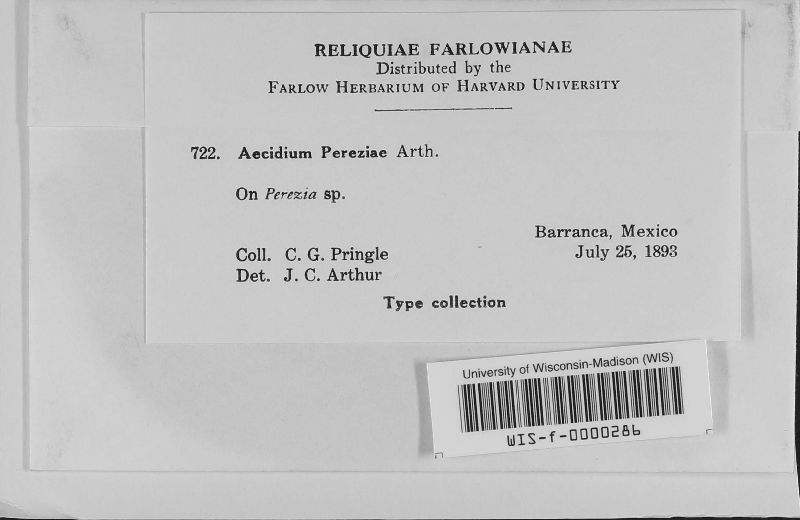 RELIQUIAE FARLOWIANAE
Distributed by the
FARLOW HERBARIUM OF HARVARD UNIVERSITY
722. Aecidium Pereziae Arth.
On Perezia sp.
Barranca, Mexico
Coll. C. G. Pringle July 25, 1893
Det. J. C. Arthur
Type collection
University of Wisconsin-Madison (WIS)
WIS-f-0000286